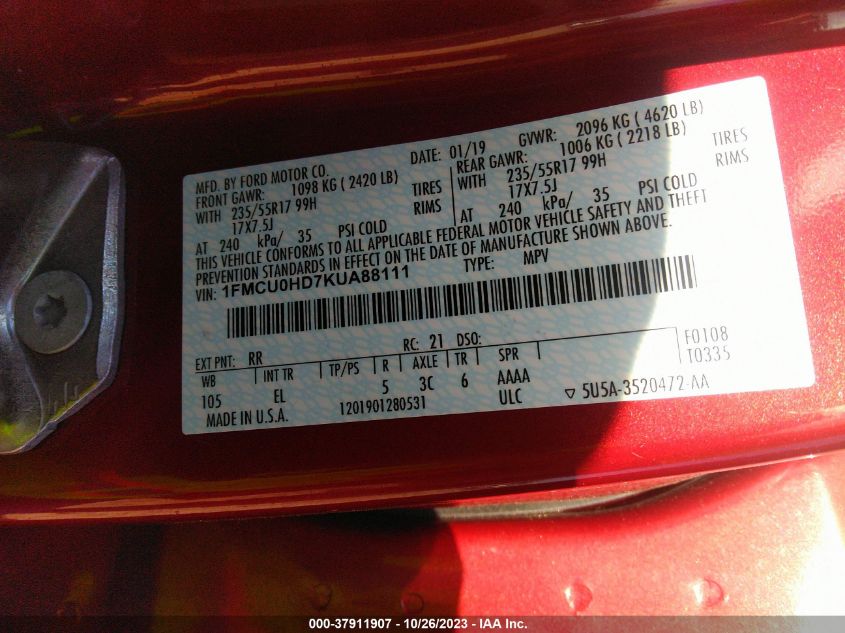 MFD. BY FORD MOTOR CO. DATE: 01/19 GVWR: 2096 KG ( 4620 LB)
FRONT GAWR: 1098 KG ( 2420 LB) REAR GAWR: 1006 KG ( 2218 LB)
WITH 235/55R17 99H TIRES WITH 235/55R17 99H TIRES
17X7.5J RIMS 17X7.5J RIMS
AT 240 kPa/ 35 PSI COLD AT 240 kPa/ 35 PSI COLD
THIS VEHICLE CONFORMS TO ALL APPLICABLE FEDERAL MOTOR VEHICLE SAFETY AND THEFT
PREVENTION STANDARDS IN EFFECT ON THE DATE OF MANUFACTURE SHOWN ABOVE.
VIN: 1FMCU0HD7KUA88111 TYPE: MPV
F0108
T0335
EXT PNT: RR RC: 21 DSO:
WB INT TR TP/PS R AXLE TR SPR
105 EL 5 3C 6 AAAA
MADE IN U.S.A. 1201901280531 ULC ▽ 5U5A-3520472-AA
000-37911907 - 10/26/2023 - IAA Inc.